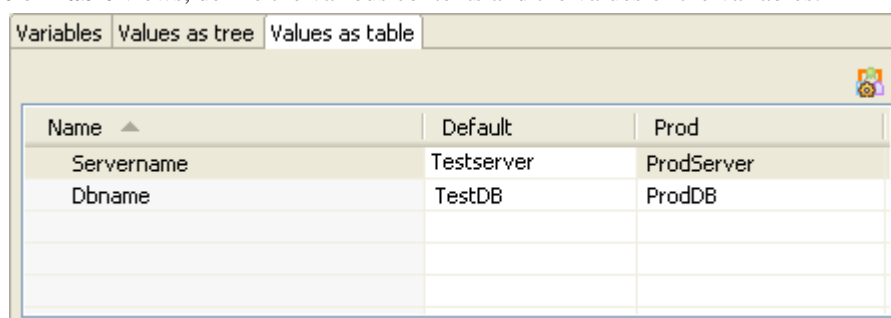 Variables Values as tree Values as table
Name Default Prod
Servername Testserver ProdServer
Dbname TestDB ProdDB